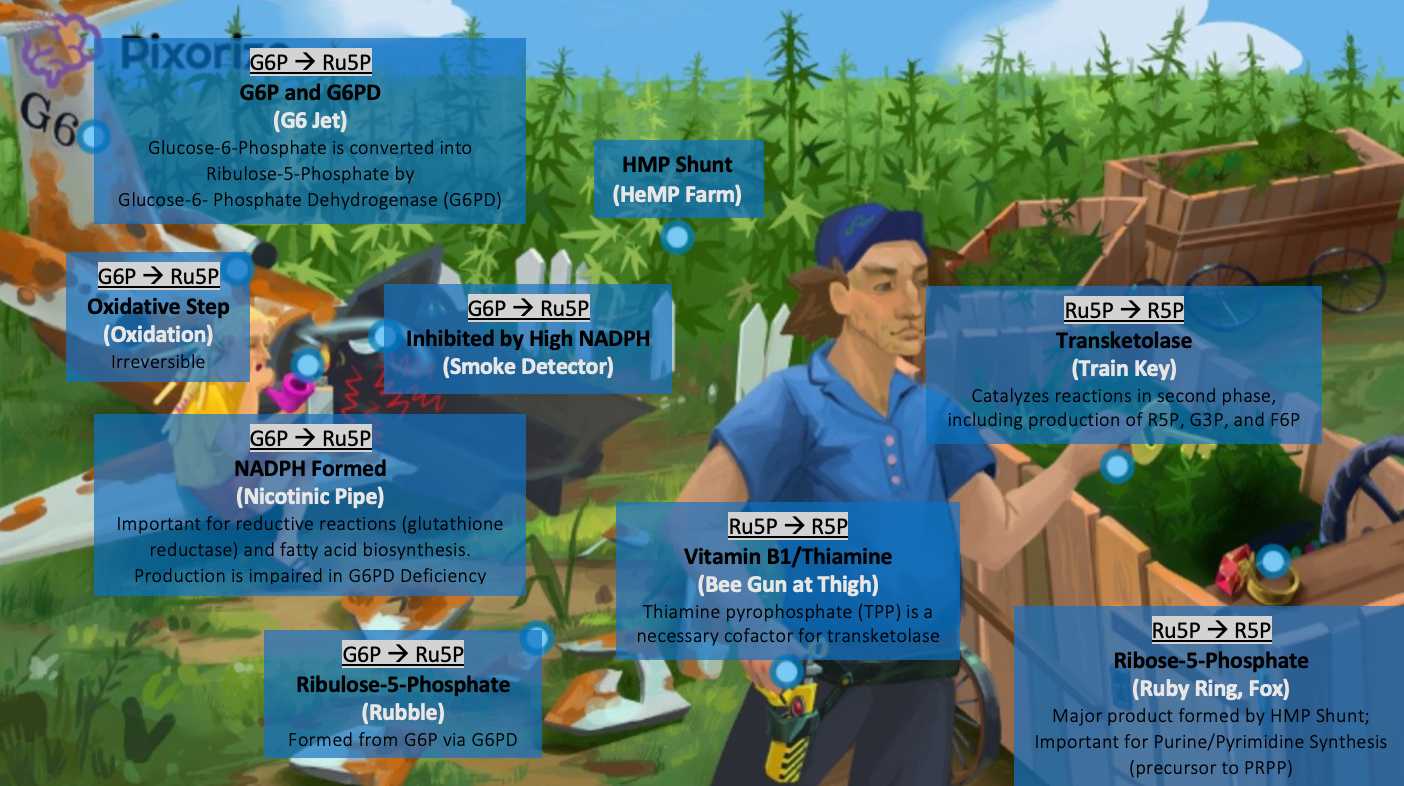 Pixorize
G6
G6P → Ru5P
G6P and G6PD
(G6 Jet)
Glucose-6-Phosphate is converted into
Ribulose-5-Phosphate by
Glucose-6- Phosphate Dehydrogenase (G6PD)
HMP Shunt
(HeMP Farm)
G6P → Ru5P
Oxidative Step
(Oxidation)
Irreversible
G6P → Ru5P
Inhibited by High NADPH
(Smoke Detector)
Ru5P → R5P
Transketolase
(Train Key)
Catalyzes reactions in second phase,
including production of R5P, G3P, and F6P
G6P → Ru5P
NADPH Formed
(Nicotinic Pipe)
Important for reductive reactions (glutathione
reductase) and fatty acid biosynthesis.
Production is impaired in G6PD Deficiency
Ru5P → R5P
Vitamin B1/Thiamine
(Bee Gun at Thigh)
Thiamine pyrophosphate (TPP) is a
necessary cofactor for transketolase
G6P → Ru5P
Ribulose-5-Phosphate
(Rubble)
Formed from G6P via G6PD
Ru5P → R5P
Ribose-5-Phosphate
(Ruby Ring, Fox)
Major product formed by HMP Shunt;
Important for Purine/Pyrimidine Synthesis
(precursor to PRPP)